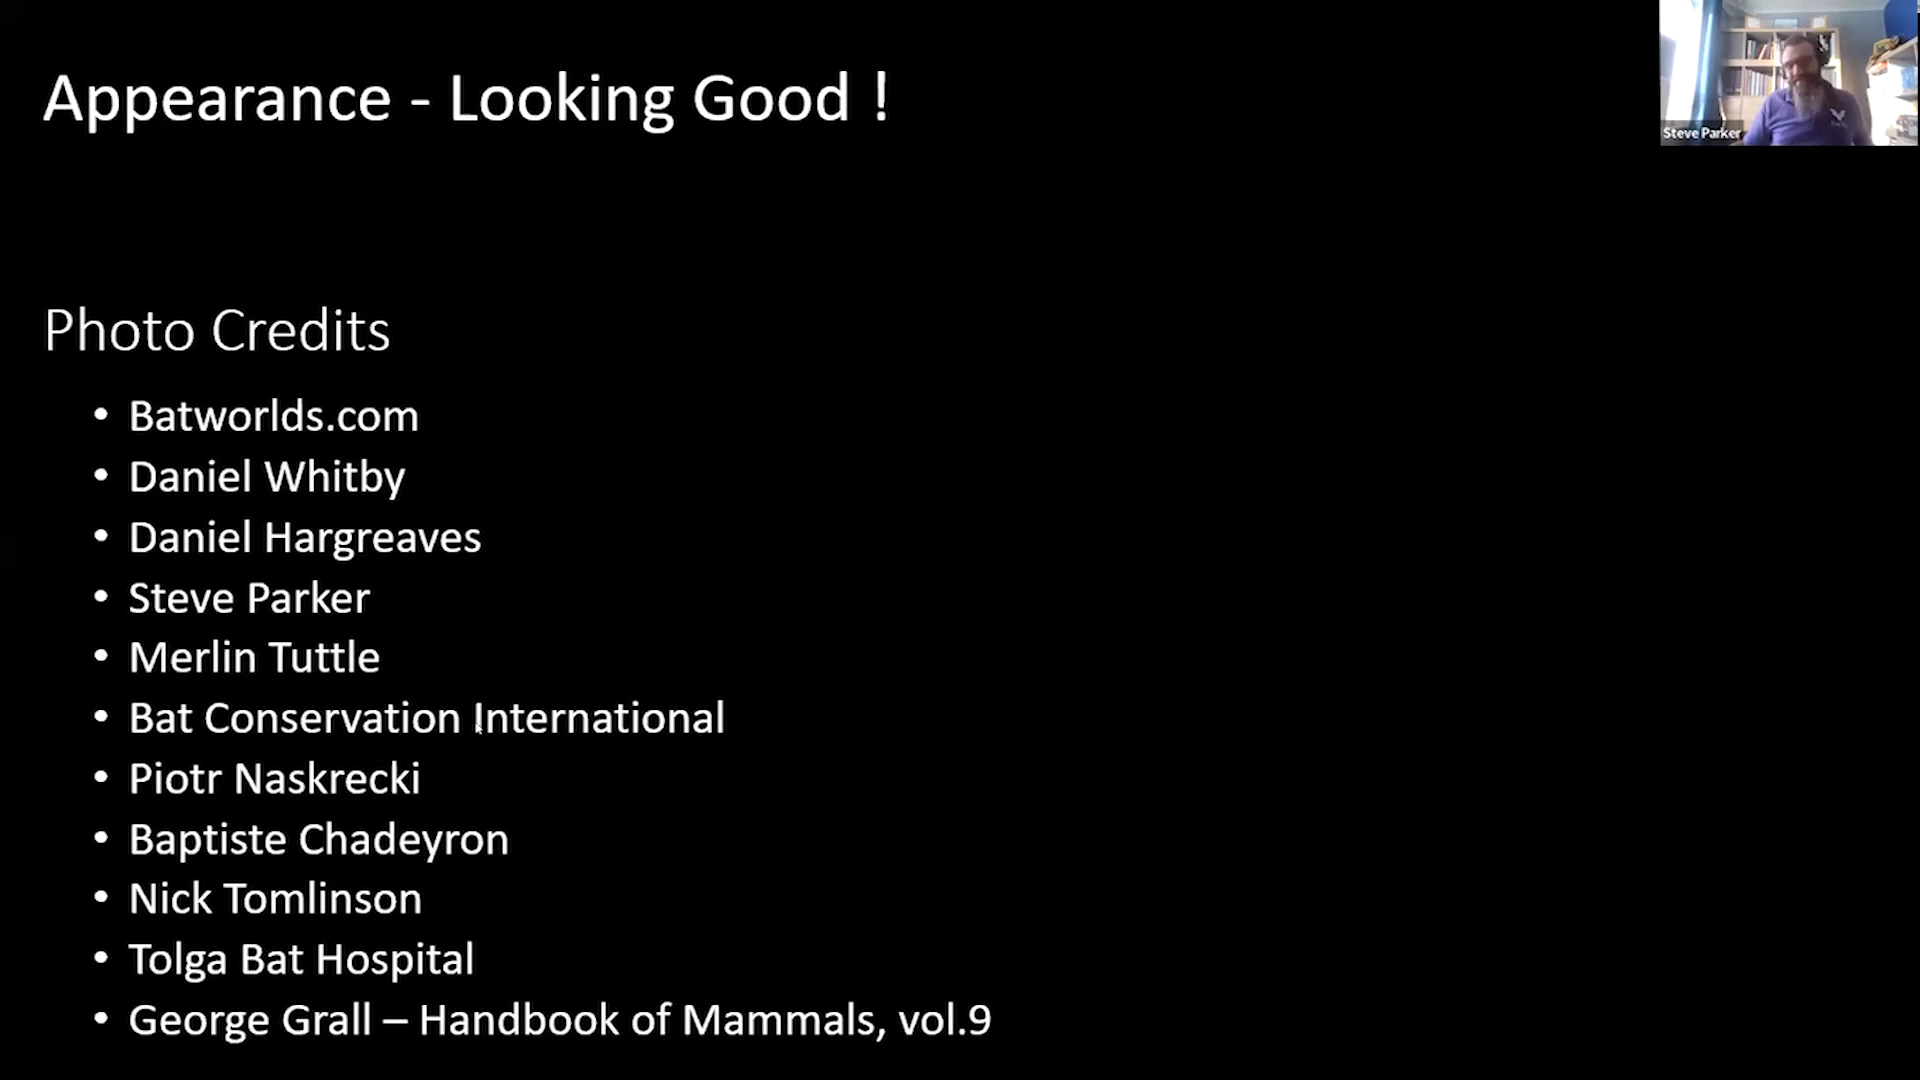 Appearance - Looking Good !
Steve Parker
Photo Credits
• Batworlds.com
• Daniel Whitby
• Daniel Hargreaves
• Steve Parker
• Merlin Tuttle
• Bat Conservation International
• Piotr Naskrecki
• Baptiste Chadeyron
• Nick Tomlinson
• Tolga Bat Hospital
• George Grall – Handbook of Mammals, vol.9